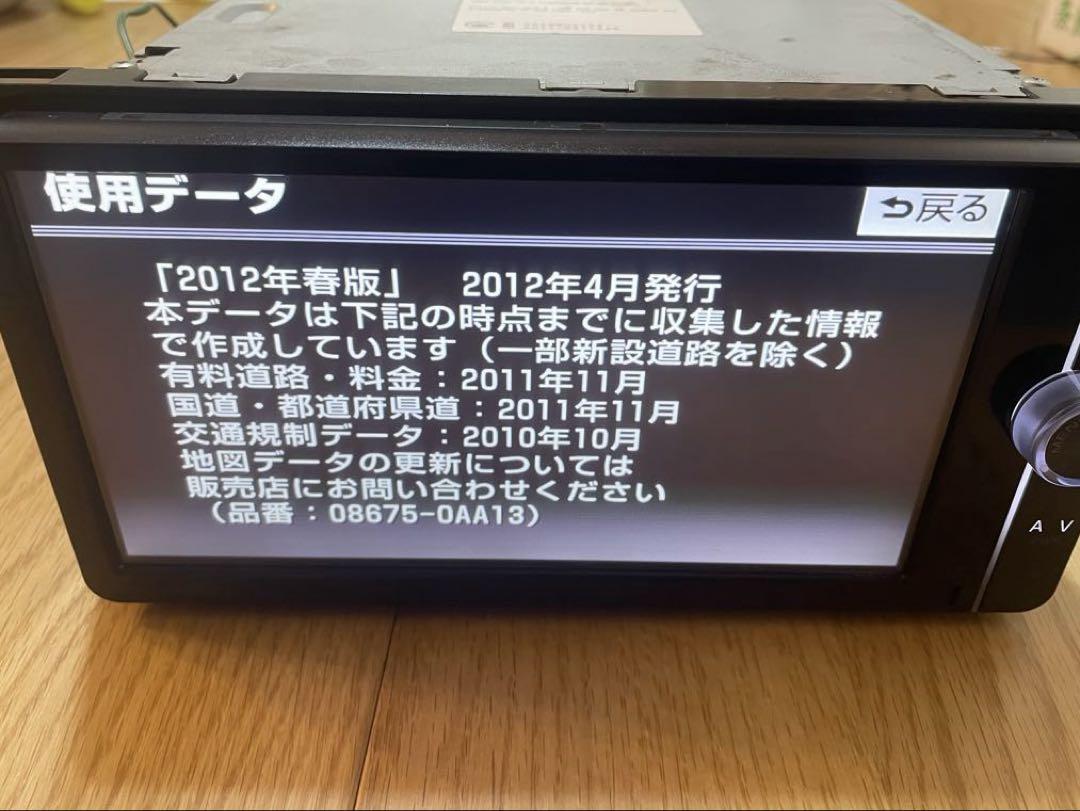 使用データ
戻る
「2012年春版」 2012年4月発行
本データは下記の時点までに収集した情報
で作成しています（一部新設道路を除く）
有料道路・料金：2011年11月
国道・都道府県道：2011年11月
交通規制データ：2010年10月
地図データの更新については
販売店にお問い合わせください
（品番：08675-0AA13）
MENU
A V